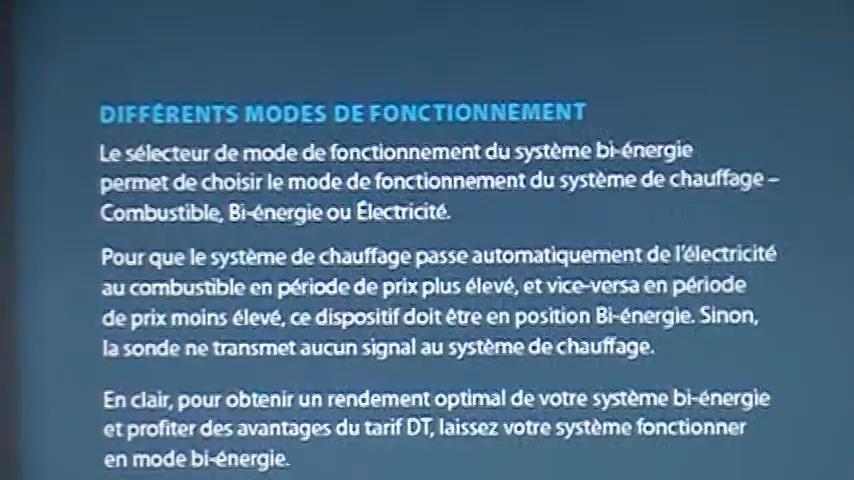 DIFFÉRENTS MODES DE FONCTIONNEMENT
Le sélecteur de mode de fonctionnement du système bi-énergie
permet de choisir le mode de fonctionnement du système de chauffage –
Combustible, Bi-énergie ou Électricité.
Pour que le système de chauffage passe automatiquement de l'électricité
au combustible en période de prix plus élevé, et vice-versa en période
de prix moins élevé, ce dispositif doit être en position Bi-énergie. Sinon,
la sonde ne transmet aucun signal au système de chauffage.
En clair, pour obtenir un rendement optimal de votre système bi-énergie
et profiter des avantages du tarif DT, laissez votre système fonctionner
en mode bi-énergie.